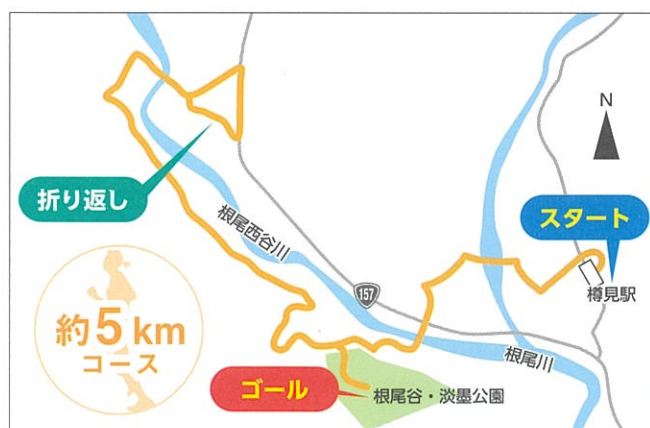 N
折り返し
スタート
根尾西谷川
樽見駅
157
約5km
コース
根尾川
ゴール
根尾谷・淡墨公園